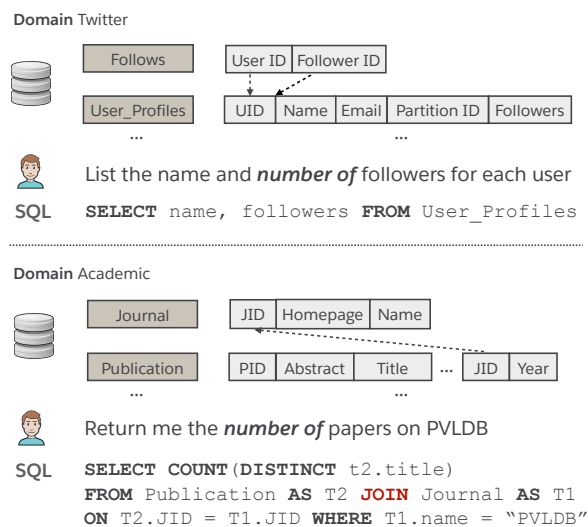 Domain Twitter
Follows User ID Follower ID
User_Profiles UID Name Email Partition ID Followers
... ...
List the name and number of followers for each user
SQL SELECT name, followers FROM User_Profiles
Domain Academic
Journal JID Homepage Name
Publication PID Abstract Title ... JID Year
... ...
Return me the number of papers on PVLDB
SQL SELECT COUNT(DISTINCT t2.title)
FROM Publication AS T2 JOIN Journal AS T1
ON T2.JID = T1.JID WHERE T1.name = “PVLDB”